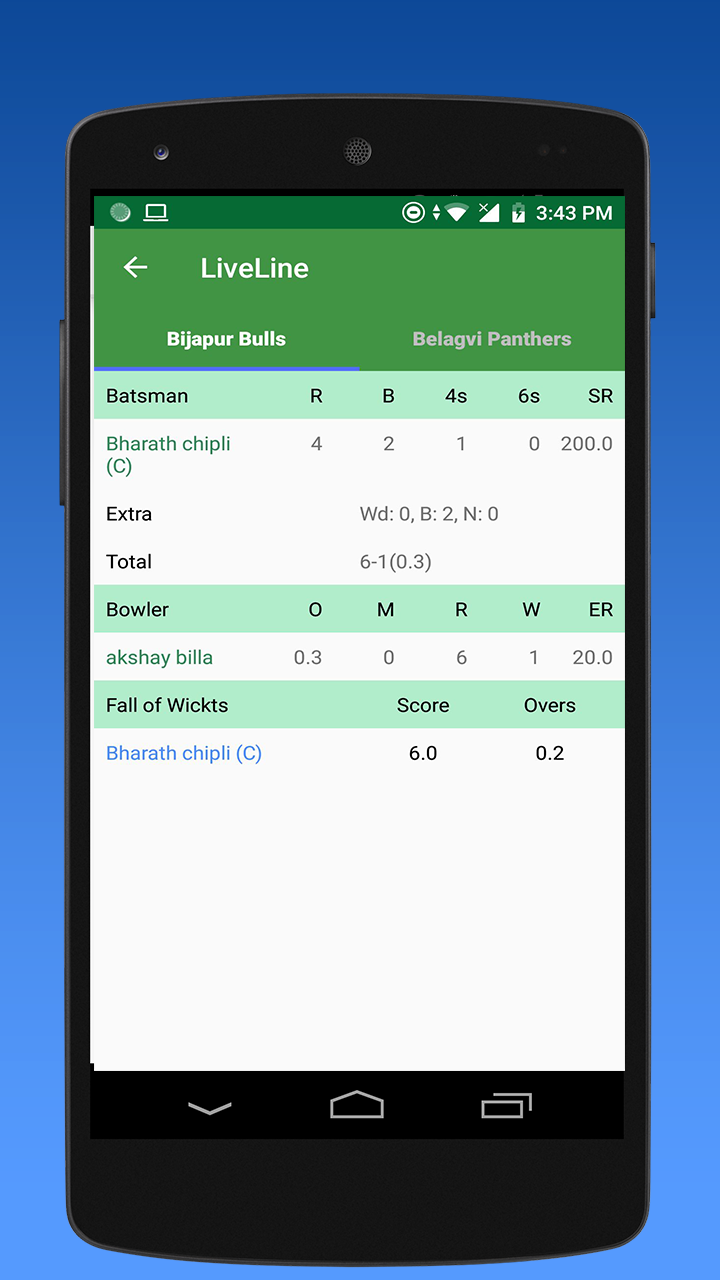 3:43 PM
LiveLine
Bijapur Bulls Belagvi Panthers
Batsman R B 4s 6s SR
Bharath chipli 4 2 1 0 200.0
(C)
Extra Wd: 0, B: 2, N: 0
Total 6-1(0.3)
Bowler O M R W ER
akshay billa 0.3 0 6 1 20.0
Fall of Wickts Score Overs
Bharath chipli (C) 6.0 0.2